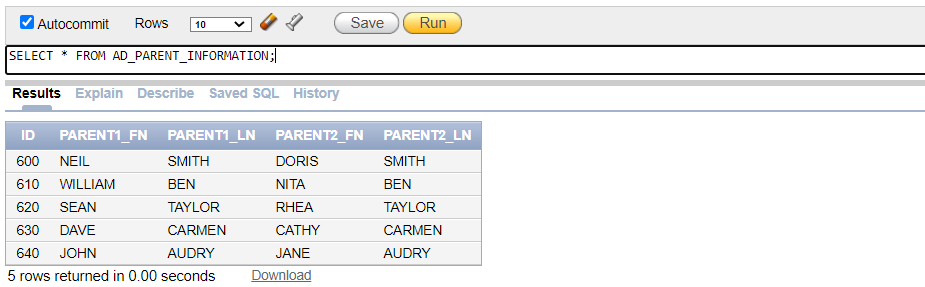 Autocommit Rows 10 Save Run
SELECT * FROM AD_PARENT_INFORMATION;
Results Explain Describe Saved SQL History
ID PARENT1_FN PARENT1_LN PARENT2_FN PARENT2_LN
600 NEIL SMITH DORIS SMITH
610 WILLIAM BEN NITA BEN
620 SEAN TAYLOR RHEA TAYLOR
630 DAVE CARMEN CATHY CARMEN
640 JOHN AUDRY JANE AUDRY
5 rows returned in 0.00 seconds Download